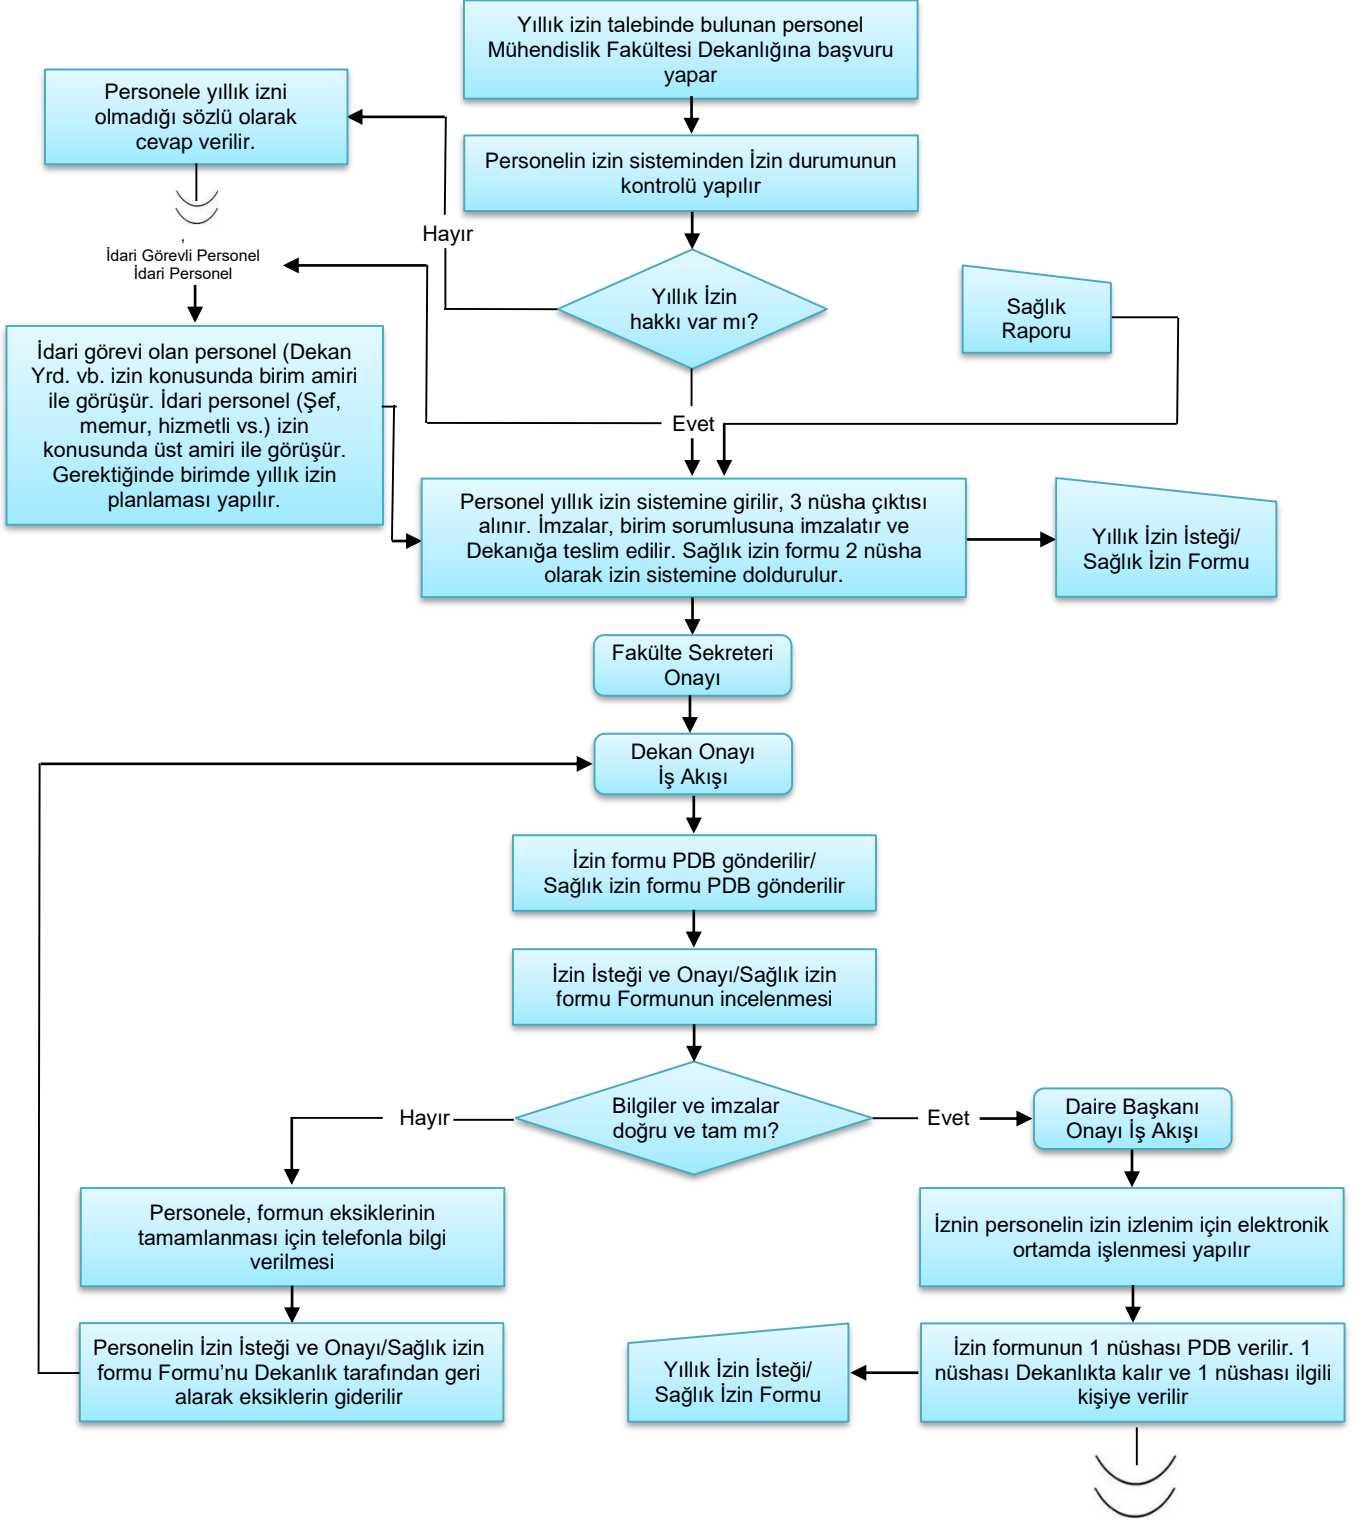 Yıllık izin talebinde bulunan personel
Mühendislik Fakültesi Dekanlığına başvuru
yapar
Personele yıllık izni
olmadığı sözlü olarak
cevap verilir.
Personelin izin sisteminden İzin durumunun
kontrolü yapılır
Hayır
,
İdari Görevli Personel
İdari Personel
Yıllık İzin
hakkı var mı?
Sağlık
Raporu
İdari görevi olan personel (Dekan
Yrd. vb. izin konusunda birim amiri
ile görüşür. İdari personel (Şef,
memur, hizmetli vs.) izin
konusunda üst amiri ile görüşür.
Gerektiğinde birimde yıllık izin
planlaması yapılır.
Evet
Personel yıllık izin sistemine girilir, 3 nüsha çıktısı
alınır. İmzalar, birim sorumlusuna imzalatır ve
Dekanığa teslim edilir. Sağlık izin formu 2 nüsha
olarak izin sistemine doldurulur.
Yıllık İzin İsteği/
Sağlık İzin Formu
Fakülte Sekreteri
Onayı
Dekan Onayı
İş Akışı
İzin formu PDB gönderilir/
Sağlık izin formu PDB gönderilir
İzin İsteği ve Onayı/Sağlık izin
formu Formunun incelenmesi
Bilgiler ve imzalar
doğru ve tam mı?
Hayır
Evet
Daire Başkanı
Onayı İş Akışı
Personele, formun eksiklerinin
tamamlanması için telefonla bilgi
verilmesi
İznin personelin izin izlenim için elektronik
ortamda işlenmesi yapılır
Personelin İzin İsteği ve Onayı/Sağlık izin
formu Formu’nu Dekanlık tarafından geri
alarak eksiklerin giderilir
Yıllık İzin İsteği/
Sağlık İzin Formu
İzin formunun 1 nüshası PDB verilir. 1
nüshası Dekanlıkta kalır ve 1 nüshası ilgili
kişiye verilir